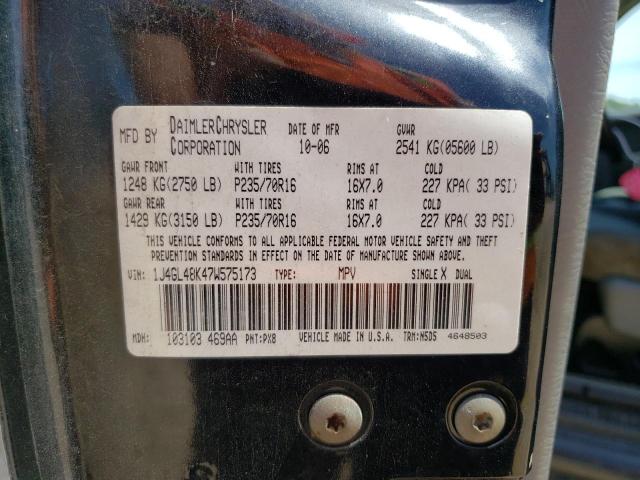 MFD BY DAIMLERCHRYSLER CORPORATION DATE OF MFR 10-06 GVWR 2541 KG(05600 LB)
GAWR FRONT WITH TIRES RIMS AT COLD
1248 KG(2750 LB) P235/70R16 16X7.0 227 KPA( 33 PSI)
GAWR REAR WITH TIRES RIMS AT COLD
1429 KG(3150 LB) P235/70R16 16X7.0 227 KPA( 33 PSI)
THIS VEHICLE CONFORMS TO ALL APPLICABLE FEDERAL MOTOR VEHICLE SAFETY AND THEFT
PREVENTION STANDARDS IN EFFECT ON THE DATE OF MANUFACTURE SHOWN ABOVE.
VIN: 1J4GL48K47W575173 TYPE: MPV SINGLE X DUAL
MDH: 103103 469AA PNT:PX8 VEHICLE MADE IN U.S.A. TRM:N5D5 4648503